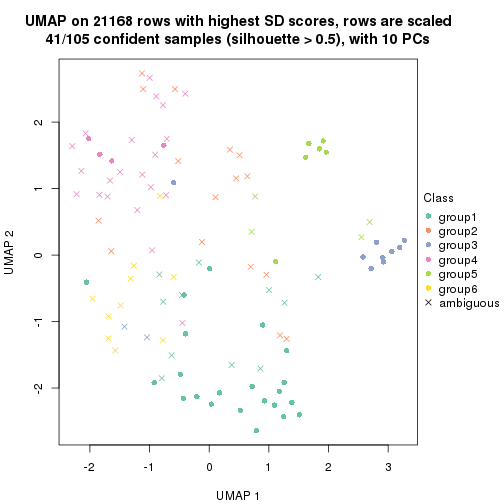 UMAP on 21168 rows with highest SD scores, rows are scaled
41/105 confident samples (silhouette > 0.5), with 10 PCs
2
1
0
-1
-2
UMAP 2
-2
-1
0
1
2
3
UMAP 1
Class
group1
group2
group3
group4
group5
group6
ambiguous